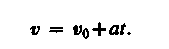 v = v₀+at.